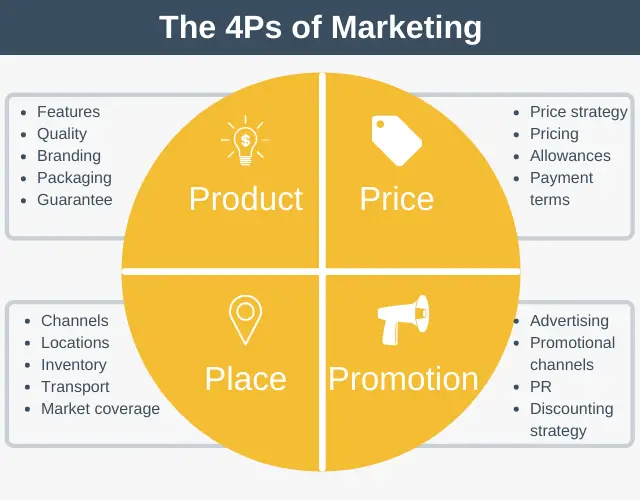 The 4Ps of Marketing
Features
Quality
Branding
Packaging
Guarantee
$
Product
Price
Price strategy
Pricing
Allowances
Payment
terms
Channels
Locations
Inventory
Transport
Market coverage
Place
Promotion
Advertising
Promotional
channels
PR
Discounting
strategy